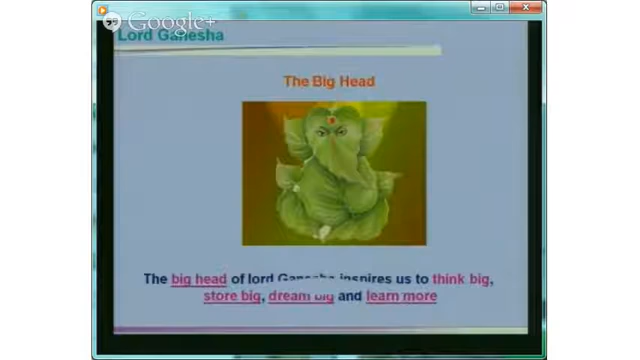 Google+
Lord Ganesha
The Big Head
The big head of lord Ganesha inspires us to think big,
store big, dream big and learn more